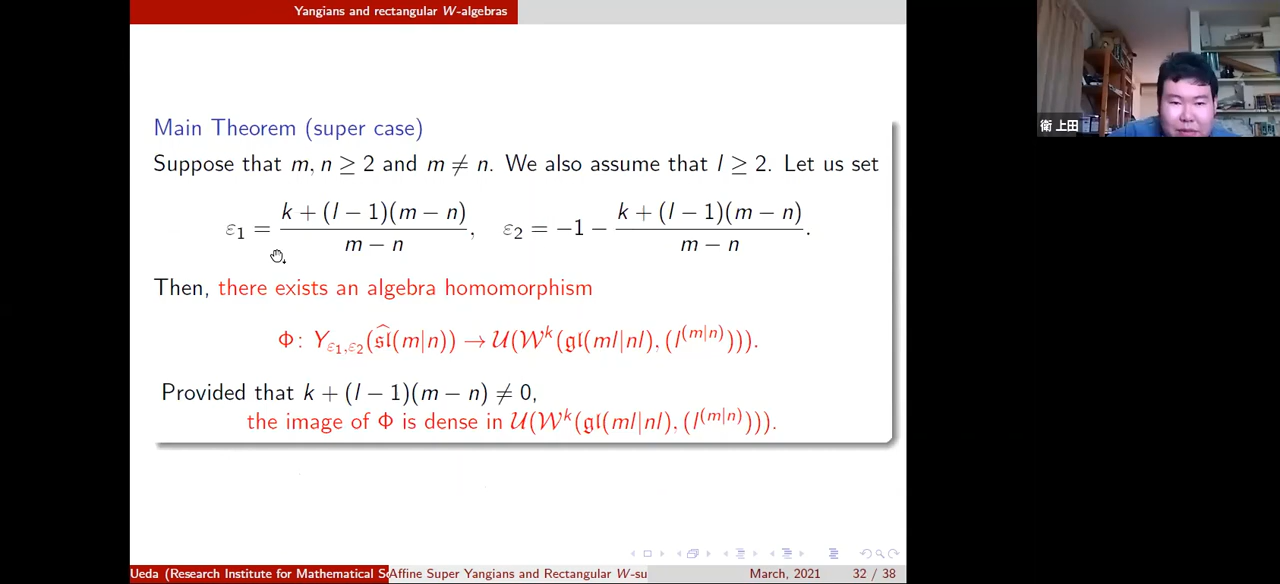 Yangians and rectangular W-algebras
Main Theorem (super case)
Suppose that m, n ≥ 2 and m ≠ n. We also assume that l ≥ 2. Let us set
ε₁ = (k + (l − 1)(m − n))/(m − n), ε₂ = −1 − (k + (l − 1)(m − n))/(m − n).
Then, there exists an algebra homomorphism
Φ: Y_{ε₁,ε₂}(\widehat{𝔰𝔩}(m|n)) → 𝒰(𝒲^k(𝔤𝔩(ml|nl), (l^{(m|n)}))).
Provided that k + (l − 1)(m − n) ≠ 0,
the image of Φ is dense in 𝒰(𝒲^k(𝔤𝔩(ml|nl), (l^{(m|n)}))).
衛 上田
Ueda (Research Institute for Mathematical Sc Affine Super Yangians and Rectangular W-su March, 2021 32 / 38